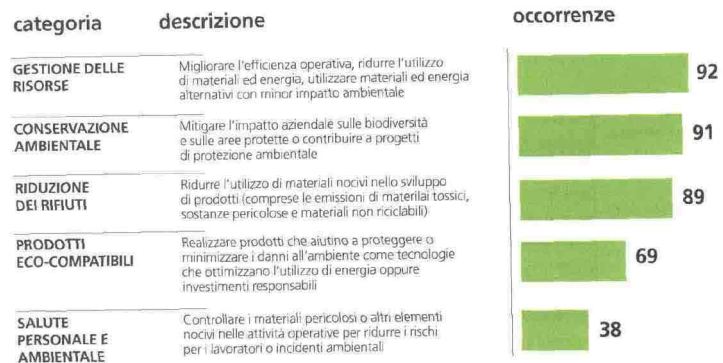 categoria descrizione occorrenze
GESTIONE DELLE
RISORSE
Migliorare l'efficienza operativa, ridurre l'utilizzo
di materiali ed energia, utilizzare materiali ed energia
alternativi con minor impatto ambientale
92
CONSERVAZIONE
AMBIENTALE
Mitigare l'impatto aziendale sulle biodiversità
e sulle aree protette o contribuire a progetti
di protezione ambientale
91
RIDUZIONE
DEI RIFIUTI
Ridurre l'utilizzo di materiali nocivi nello sviluppo
di prodotti (comprese le emissioni di materilai tossici,
sostanze pericolose e materiali non riciclabili)
89
PRODOTTI
ECO-COMPATIBILI
Realizzare prodotti che aiutino a proteggere o
minimizzare i danni all'ambiente come tecnologie
che ottimizzano l'utilizzo di energia oppure
investimenti responsabili
69
SALUTE
PERSONALE E
AMBIENTALE
Controllare i materiali pericolosi o altri elementi
nocivi nelle attività operative per ridurre i rischi
per i lavoratori o incidenti ambientali
38